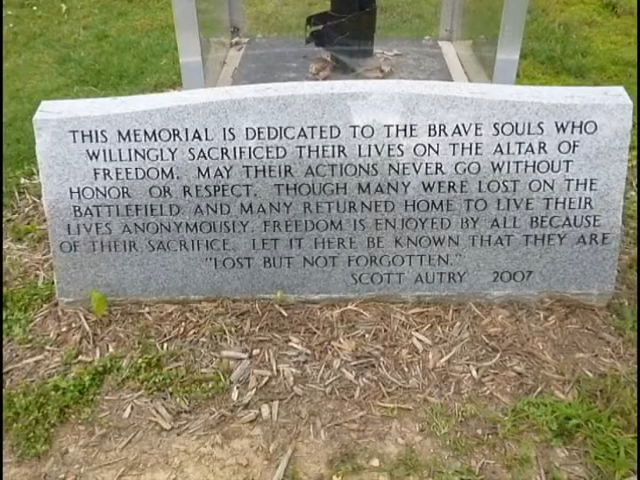 THIS MEMORIAL IS DEDICATED TO THE BRAVE SOULS WHO
WILLINGLY SACRIFICED THEIR LIVES ON THE ALTAR OF
FREEDOM. MAY THEIR ACTIONS NEVER GO WITHOUT
HONOR OR RESPECT. THOUGH MANY WERE LOST ON THE
BATTLEFIELD, AND MANY RETURNED HOME TO LIVE THEIR
LIVES ANONYMOUSLY, FREEDOM IS ENJOYED BY ALL BECAUSE
OF THEIR SACRIFICE. LET IT HERE BE KNOWN THAT THEY ARE
"LOST BUT NOT FORGOTTEN."
SCOTT AUTRY 2007